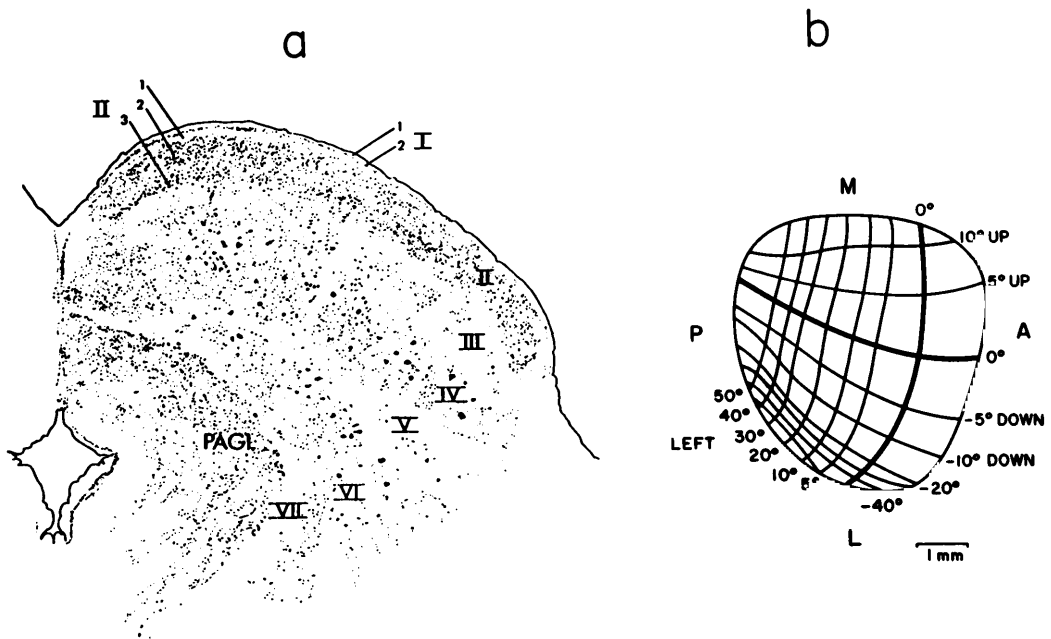 a
b
1
II 2
3
1
2 I
II
III
IV
V
VI
VII
PAGL
M
0°
10° UP
5° UP
P
A
0°
-5° DOWN
-10° DOWN
-20°
-40°
50°
40°
LEFT 30°
20°
10° 5°
L
1 mm